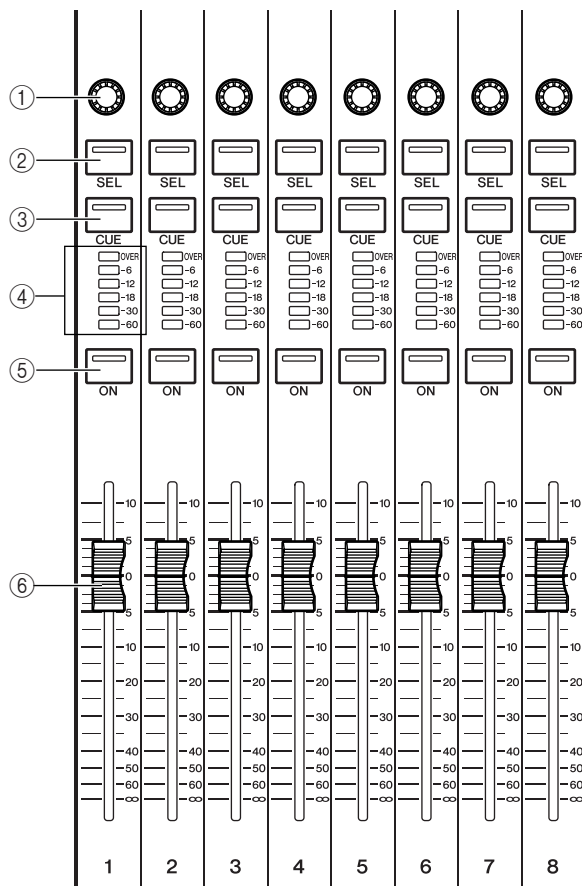 ①
②
SEL SEL SEL SEL SEL SEL SEL SEL
③
CUE CUE CUE CUE CUE CUE CUE CUE
④
OVER OVER OVER OVER OVER OVER OVER OVER
-6 -6 -6 -6 -6 -6 -6 -6
-12 -12 -12 -12 -12 -12 -12 -12
-18 -18 -18 -18 -18 -18 -18 -18
-30 -30 -30 -30 -30 -30 -30 -30
-60 -60 -60 -60 -60 -60 -60 -60
⑤
ON ON ON ON ON ON ON ON
10 10 10 10 10 10 10 10
5 5 5 5 5 5 5 5
⑥
0 0 0 0 0 0 0 0
5 5 5 5 5 5 5 5
10 10 10 10 10 10 10 10
20 20 20 20 20 20 20 20
30 30 30 30 30 30 30 30
40 40 40 40 40 40 40 40
50 50 50 50 50 50 50 50
60 60 60 60 60 60 60 60
∞ ∞ ∞ ∞ ∞ ∞ ∞ ∞
1 2 3 4 5 6 7 8